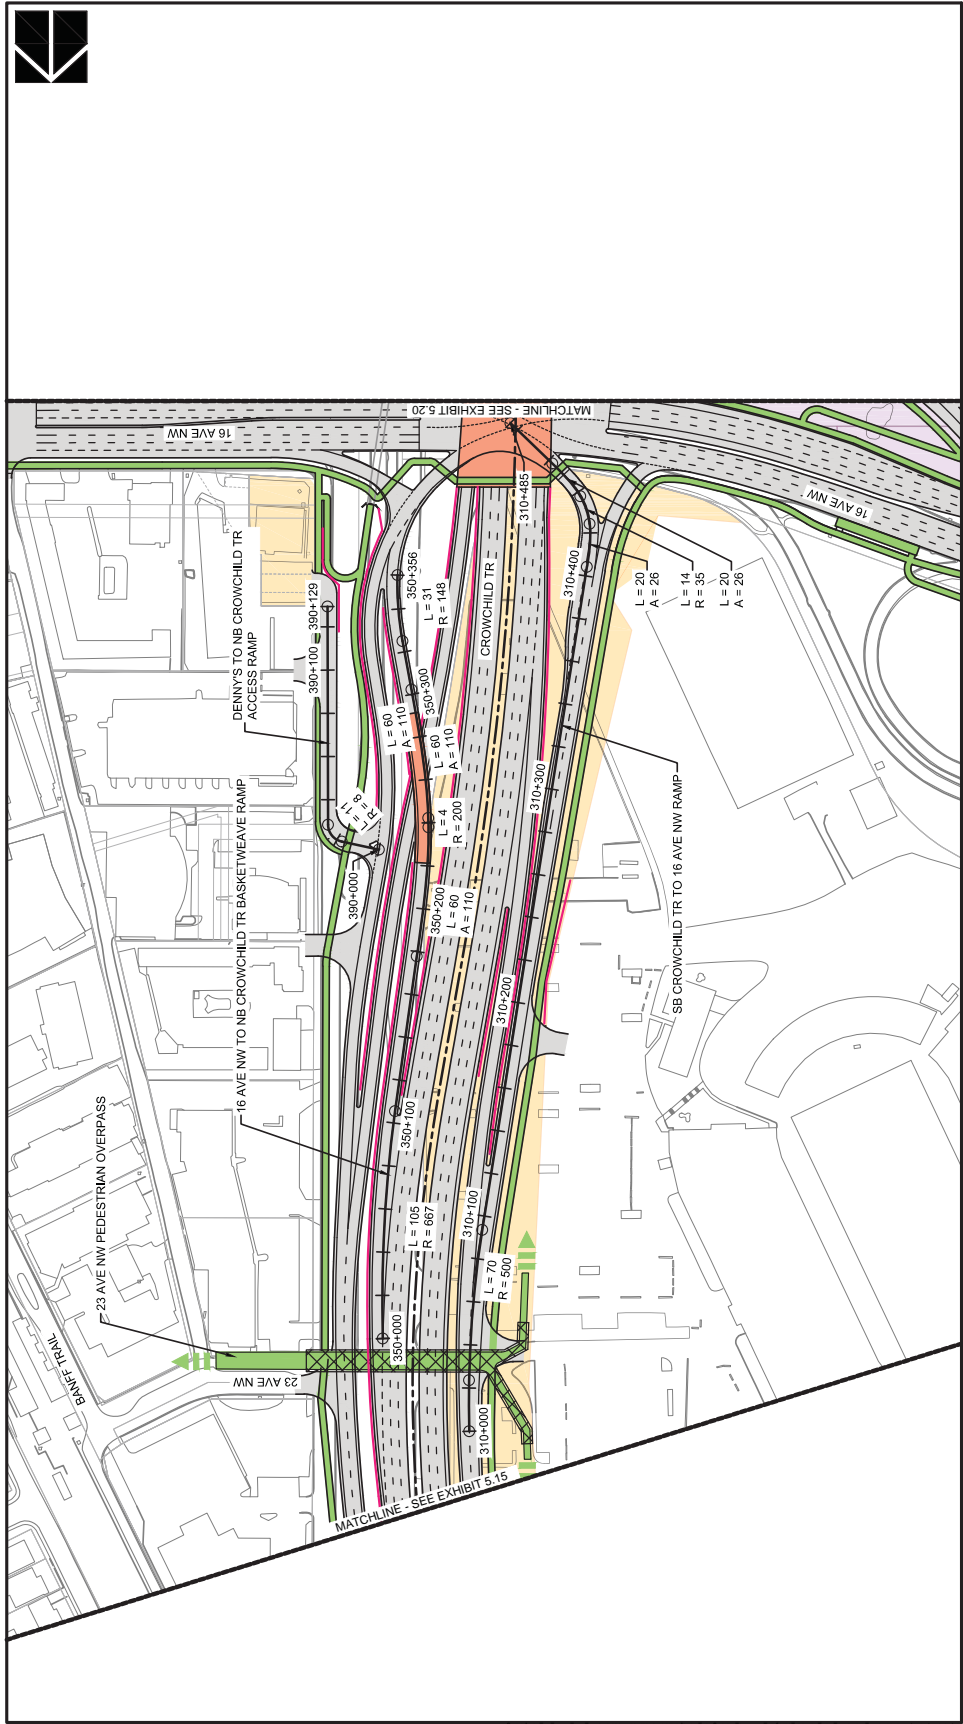 16 AVE NW
MATCHLINE - SEE EXHIBIT 5.20
16 AVE NW
310+485
CROWCHILD TR
310+400
L = 20
A = 26
L = 14
R = 35
L = 20
A = 26
350+356
L = 31
R = 148
390+129
390+100
DENNY'S TO NB CROWCHILD TR
ACCESS RAMP
350+300
L = 60
A = 110
L = 60
A = 110
L = 4
R = 200
L = 11
R = 8
390+000
350+200
L = 60
A = 110
310+300
SB CROWCHILD TR TO 16 AVE NW RAMP
16 AVE NW TO NB CROWCHILD TR BASKETWEAVE RAMP
310+200
350+100
310+100
L = 105
R = 667
L = 70
R = 500
350+000
310+000
23 AVE NW PEDESTRIAN OVERPASS
23 AVE NW
BANFF TRAIL
MATCHLINE - SEE EXHIBIT 5.15